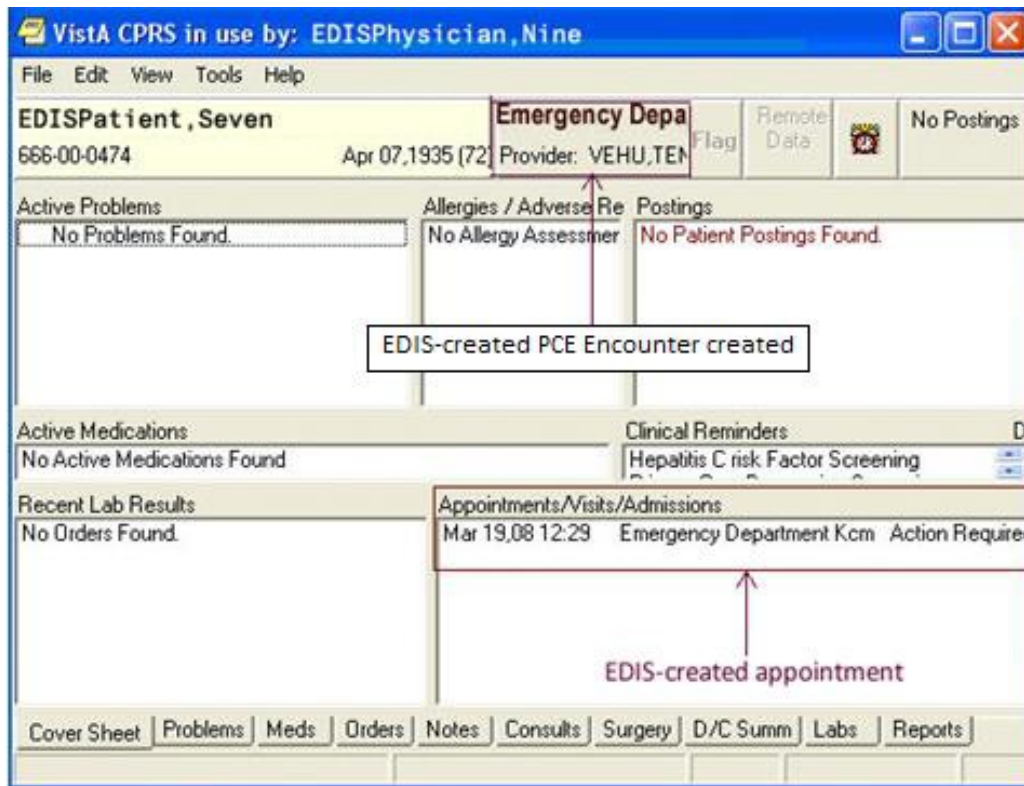 VistA CPRS in use by: EDISPhysician,Nine
File Edit View Tools Help
EDISPatient,Seven
666-00-0474 Apr 07,1935 (72)
Emergency Depa
Provider: VEHU,TEN
Flag
Remote
Data
No Postings
Active Problems
No Problems Found.
Allergies / Adverse Re
No Allergy Assessmer
Postings
No Patient Postings Found.
EDIS-created PCE Encounter created
Active Medications
No Active Medications Found
Clinical Reminders D
Hepatitis C risk Factor Screening
Recent Lab Results
No Orders Found.
Appointments/Visits/Admissions
Mar 19,08 12:29 Emergency Department Kcm Action Require
EDIS-created appointment
Cover Sheet Problems Meds Orders Notes Consults Surgery D/C Summ Labs Reports